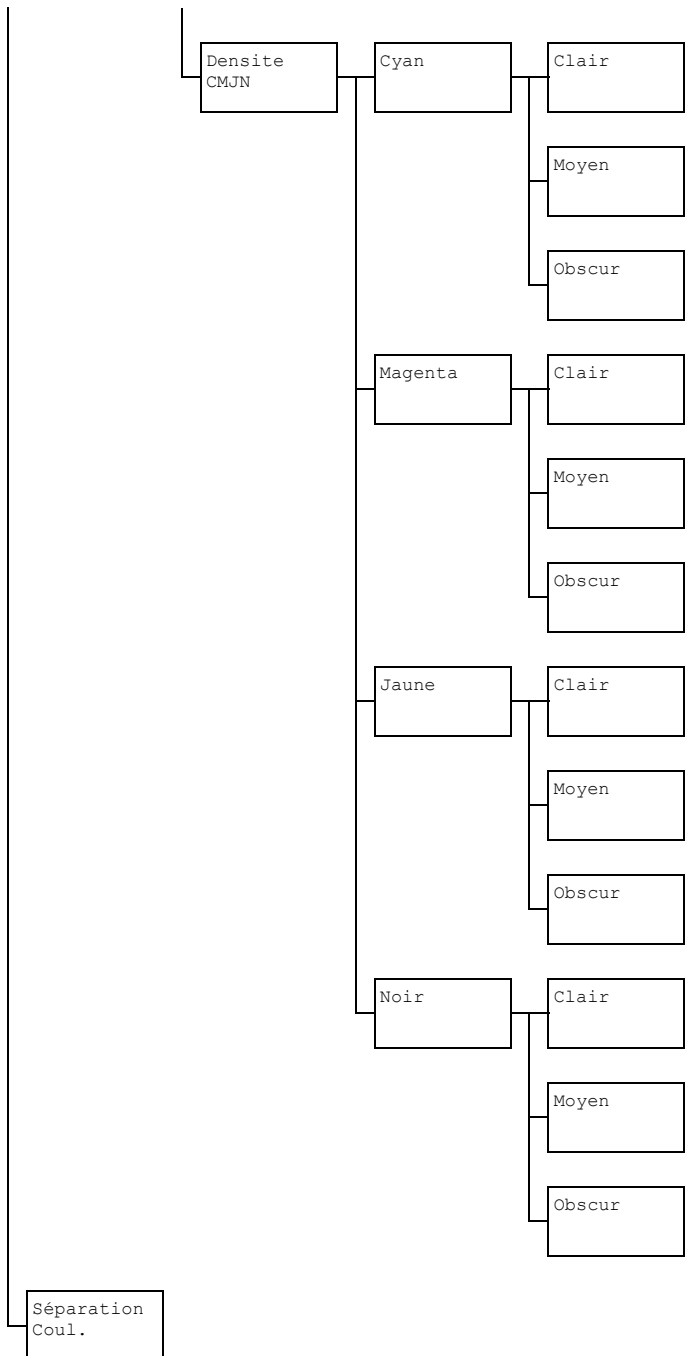 Densite
CMJN
Cyan
Clair
Moyen
Obscur
Magenta
Clair
Moyen
Obscur
Jaune
Clair
Moyen
Obscur
Noir
Clair
Moyen
Obscur
Séparation
Coul.